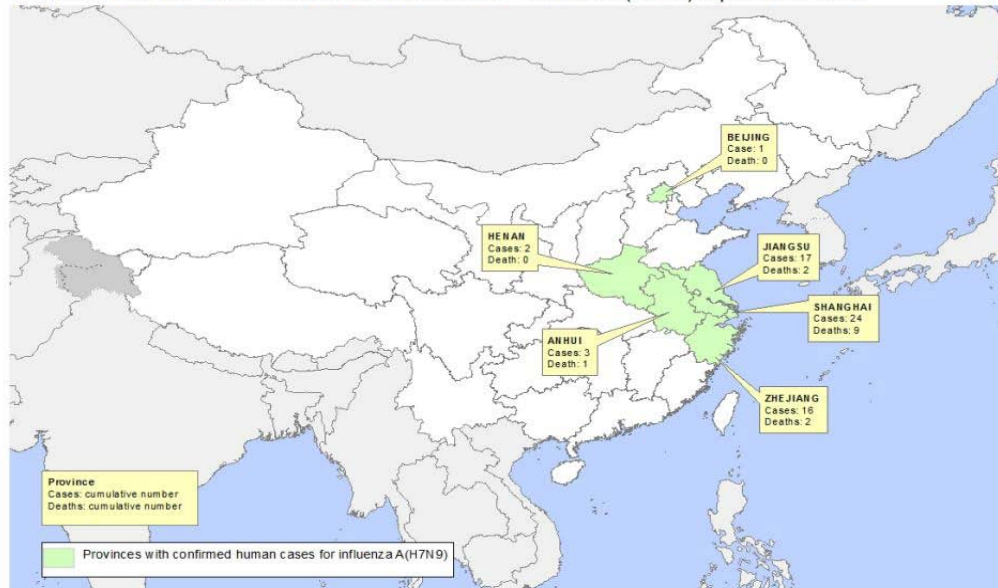 BEIJING
Case: 1
Death: 0
HENAN
Cases: 2
Death: 0
JIANGSU
Cases: 17
Deaths: 2
SHANGHAI
Cases: 24
Deaths: 9
ANHUI
Cases: 3
Death: 1
ZHEJIANG
Cases: 16
Deaths: 2
Province
Cases: cumulative number
Deaths: cumulative number
Provinces with confirmed human cases for influenza A(H7N9)